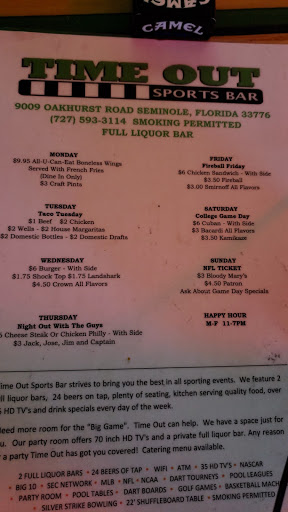 CAMEL
TIME OUT
SPORTS BAR
9009 OAKHURST ROAD SEMINOLE, FLORIDA 33776
(727) 593-3114 SMOKING PERMITTED
FULL LIQUOR BAR
MONDAY
$9.95 All-U-Can-Eat Boneless Wings
Served With French Fries
(Dine In Only)
$3 Craft Pints
FRIDAY
Fireball Friday
$6 Chicken Sandwich - With Side
$3.50 Fireball
$3.00 Smirnoff All Flavors
TUESDAY
Taco Tuesday
$1 Beef $2 Chicken
$2 Wells - $2 House Margaritas
$2 Domestic Bottles - $2 Domestic Drafts
SATURDAY
College Game Day
$6 Cuban - With Side
$3 Bacardi All Flavors
$3.50 Kamikaze
WEDNESDAY
$6 Burger - With Side
$1.75 Shock Top $1.75 Landshark
$4.50 Crown All Flavors
SUNDAY
NFL TICKET
$3 Bloody Mary's
$4.50 Patron
Ask About Game Day Specials
THURSDAY
Night Out With The Guys
Cheese Steak Or Chicken Philly - With Side
$3 Jack, Jose, Jim and Captain
HAPPY HOUR
M-F 11-7PM
Time Out Sports Bar strives to bring you the best in all sporting events. We feature 2
full liquor bars, 24 beers on tap, plenty of seating, kitchen serving quality food, over
HD TV's and drink specials every day of the week.
Need more room for the "Big Game". Time Out can help. We have a space just for
Our party room offers 70 inch HD TV's and a private full liquor bar. Any reason
a party Time Out has got you covered! Catering menu available.
2 FULL LIQUOR BARS • 24 BEERS ON TAP • WIFI • ATM • 35 HD TV'S • NASCAR
BIG 10 • SEC NETWORK • MLB • NFL • NCAA • DART TOURNEYS • POOL LEAGUES
PARTY ROOM • POOL TABLES • DART BOARDS • GOLF GAMES • BASKETBALL MACH
SILVER STRIKE BOWLING • 22' SHUFFLEBOARD TABLE • SMOKING PERMITTED